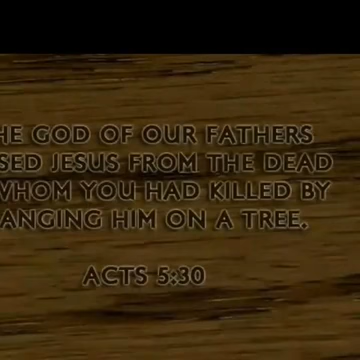 HE GOD OF OUR FATHERS
SED JESUS FROM THE DEAD
WHOM YOU HAD KILLED BY
ANGING HIM ON A TREE.
ACTS 5:30